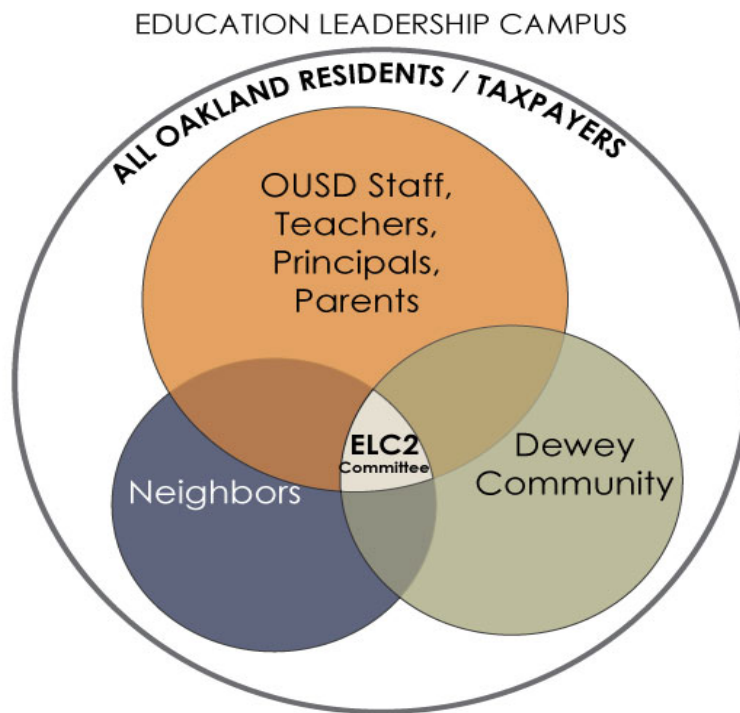 EDUCATION LEADERSHIP CAMPUS
ALL OAKLAND RESIDENTS / TAXPAYERS
OUSD Staff,
Teachers,
Principals,
Parents
ELC2
Committee
Neighbors
Dewey
Community